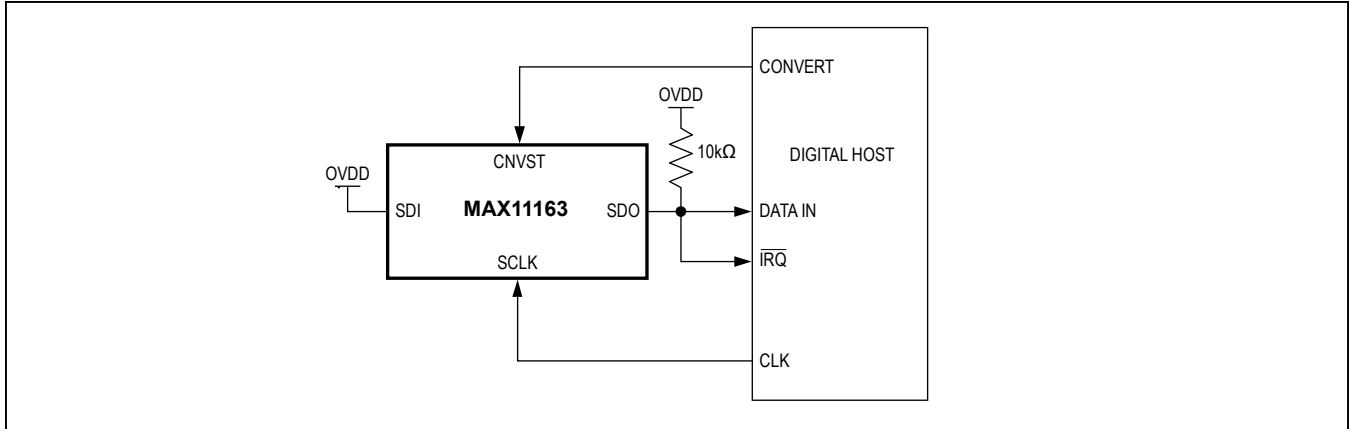 CONVERT
OVDD
10kΩ
DIGITAL HOST
CNVST
OVDD
SDI
MAX11163
SDO
DATA IN
IRQ
SCLK
CLK